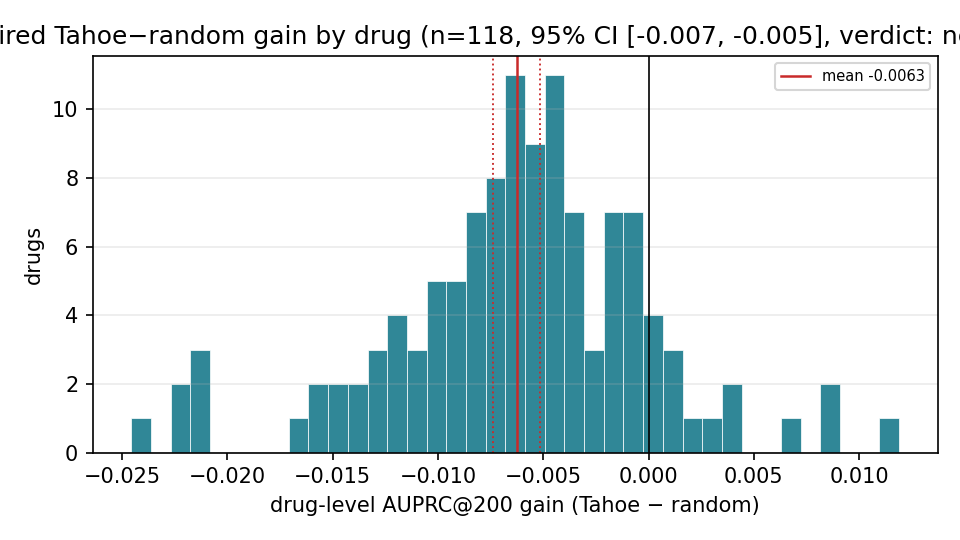 Tahoe−random gain by drug (n=118, 95% CI [-0.007, -0.005], verdict:
mean -0.0063
10
8
6
4
2
0
drugs
−0.025 −0.020 −0.015 −0.010 −0.005 0.000 0.005 0.010
drug-level AUPRC@200 gain (Tahoe − random)